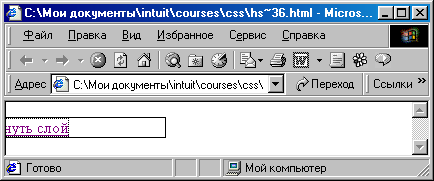 C:\Мои документы\intuit\courses\css\hs~36.html - Micros...
Файл Правка Вид Избранное Сервис Справка
Адрес C:\Мои документы\intuit\courses\css\ Переход Ссылки »
нуть слой
Готово Мой компьютер